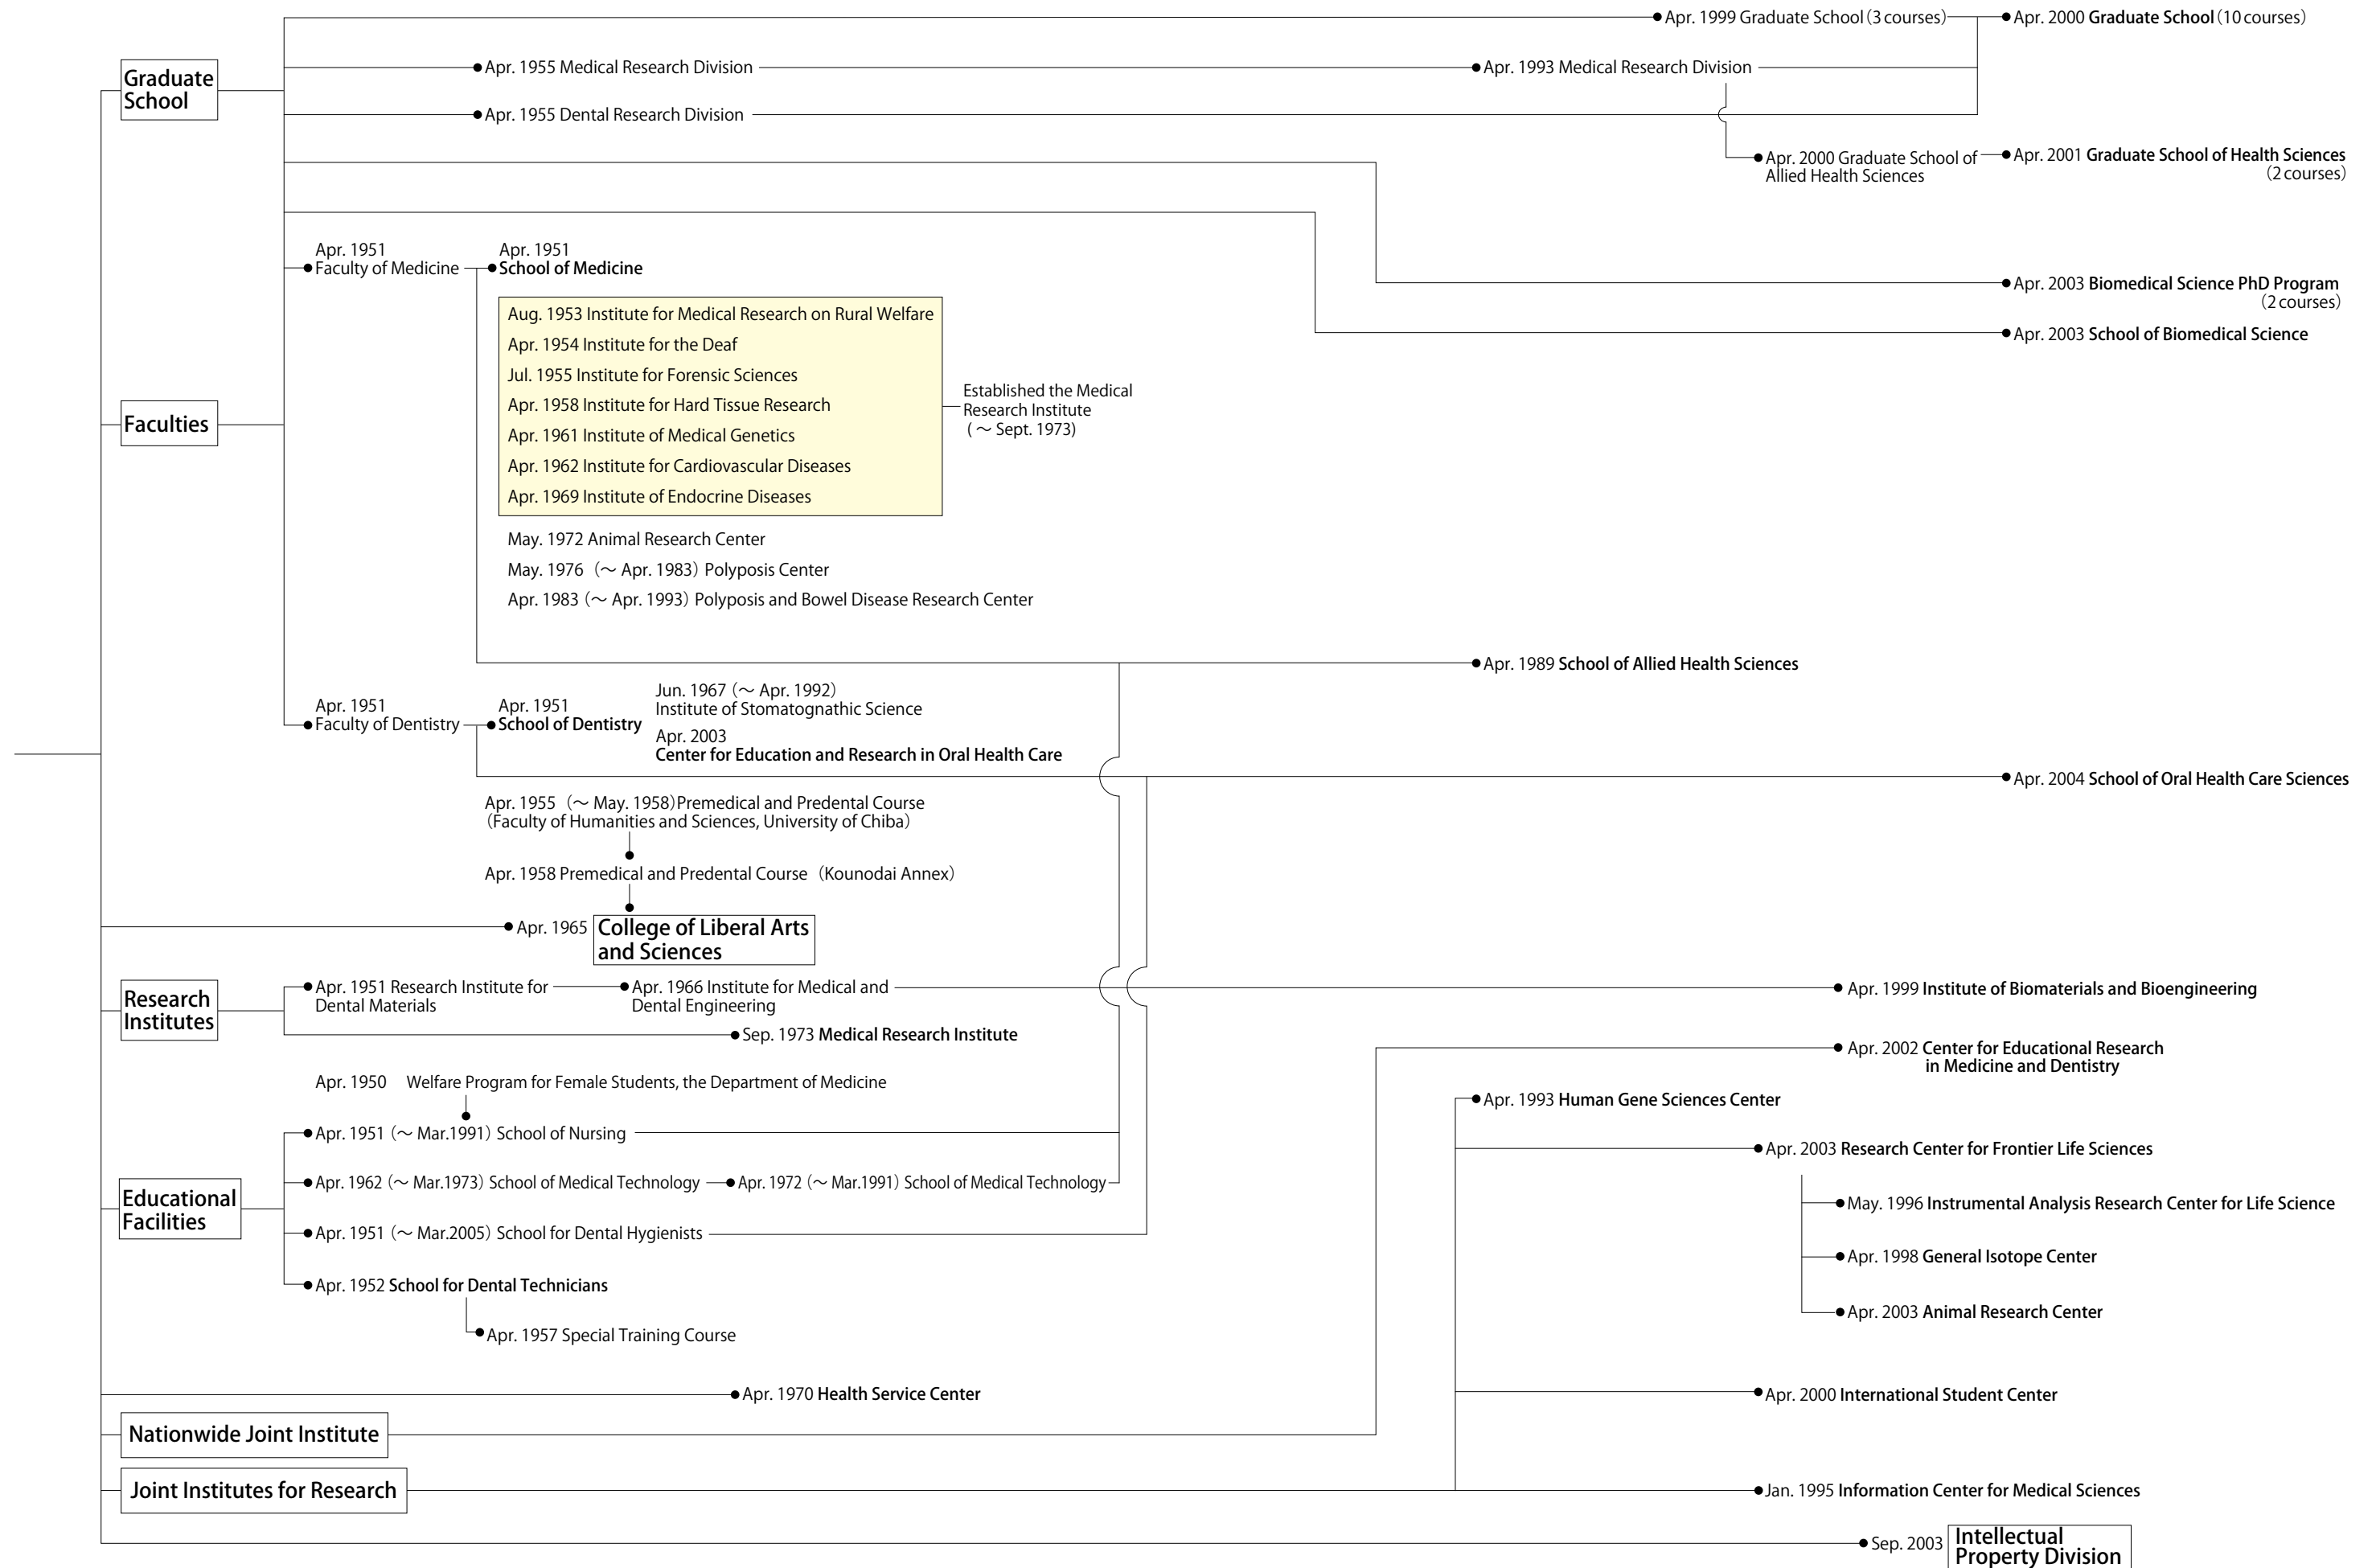 Apr. 1999 Graduate School（3 courses）
Apr. 2000 Graduate School（10 courses）
Graduate
School
Apr. 1955 Medical Research Division
Apr. 1993 Medical Research Division
Apr. 1955 Dental Research Division
Apr. 2000 Graduate School of
Allied Health Sciences
Apr. 2001 Graduate School of Health Sciences
（2 courses）
Apr. 1951
Faculty of Medicine
Apr. 1951
School of Medicine
Apr. 2003 Biomedical Science PhD Program
（2 courses）
Apr. 2003 School of Biomedical Science
Aug. 1953 Institute for Medical Research on Rural Welfare
Apr. 1954 Institute for the Deaf
Jul. 1955 Institute for Forensic Sciences
Apr. 1958 Institute for Hard Tissue Research
Apr. 1961 Institute of Medical Genetics
Apr. 1962 Institute for Cardiovascular Diseases
Apr. 1969 Institute of Endocrine Diseases
Established the Medical
Research Institute
(～ Sept. 1973)
Faculties
May. 1972 Animal Research Center
May. 1976（～ Apr. 1983）Polyposis Center
Apr. 1983（～ Apr. 1993）Polyposis and Bowel Disease Research Center
Apr. 1989 School of Allied Health Sciences
Apr. 1951
Faculty of Dentistry
Apr. 1951
School of Dentistry
Jun. 1967（～ Apr. 1992）
Institute of Stomatognathic Science
Apr. 2003
Center for Education and Research in Oral Health Care
Apr. 2004 School of Oral Health Care Sciences
Apr. 1955（～ May. 1958)Premedical and Predental Course
（Faculty of Humanities and Sciences, University of Chiba）
Apr. 1958 Premedical and Predental Course（Kounodai Annex）
Apr. 1965
College of Liberal Arts
and Sciences
Research
Institutes
Apr. 1951 Research Institute for
Dental Materials
Apr. 1966 Institute for Medical and
Dental Engineering
Apr. 1999 Institute of Biomaterials and Bioengineering
Sep. 1973 Medical Research Institute
Apr. 2002 Center for Educational Research
in Medicine and Dentistry
Apr. 1950 Welfare Program for Female Students, the Department of Medicine
Apr. 1993 Human Gene Sciences Center
Apr. 1951（～ Mar.1991）School of Nursing
Apr. 2003 Research Center for Frontier Life Sciences
Educational
Facilities
Apr. 1962（～ Mar.1973）School of Medical Technology
Apr. 1972（～ Mar.1991）School of Medical Technology
May. 1996 Instrumental Analysis Research Center for Life Science
Apr. 1951（～ Mar.2005）School for Dental Hygienists
Apr. 1998 General Isotope Center
Apr. 1952 School for Dental Technicians
Apr. 2003 Animal Research Center
Apr. 1957 Special Training Course
Apr. 1970 Health Service Center
Apr. 2000 International Student Center
Nationwide Joint Institute
Joint Institutes for Research
Jan. 1995 Information Center for Medical Sciences
Sep. 2003
Intellectual
Property Division